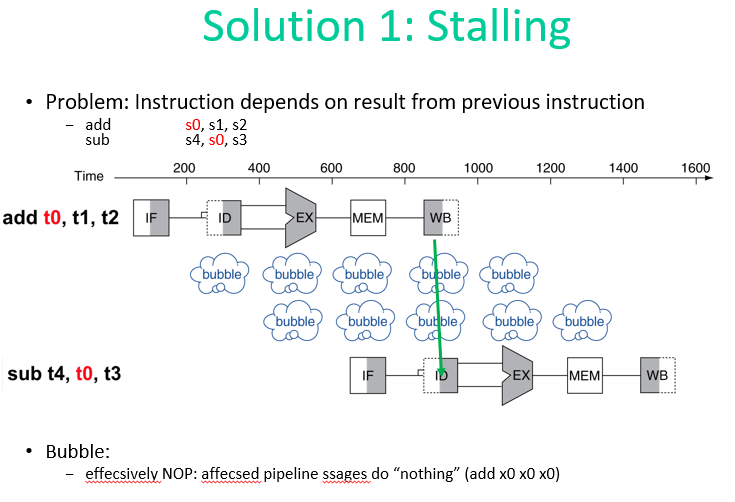 Solution 1: Stalling
• Problem: Instruction depends on result from previous instruction
– add s0, s1, s2
sub s4, s0, s3
Time 200 400 600 800 1000 1200 1400 1600
add t0, t1, t2 IF ID EX MEM WB
bubble bubble bubble bubble bubble
bubble bubble bubble bubble bubble
sub t4, t0, t3 IF ID EX MEM WB
• Bubble:
– effecsively NOP: affecsed pipeline ssages do “nothing” (add x0 x0 x0)